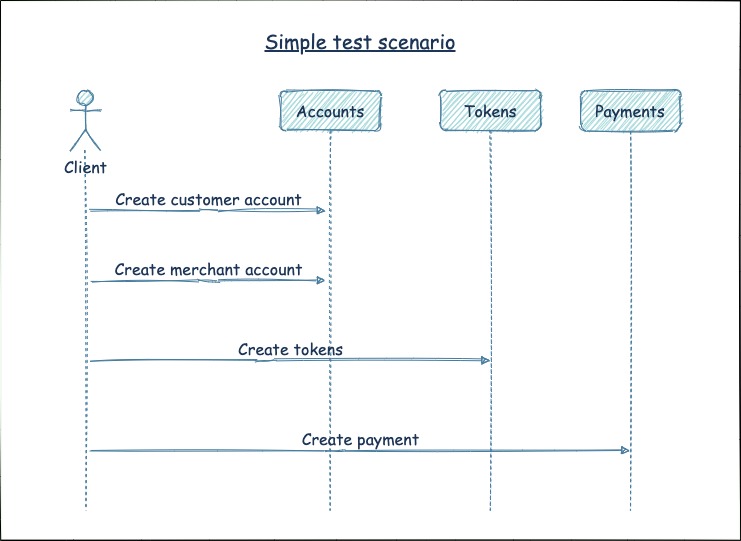 Simple test scenario
Accounts
Tokens
Payments
Client
Create customer account
Create merchant account
Create tokens
Create payment